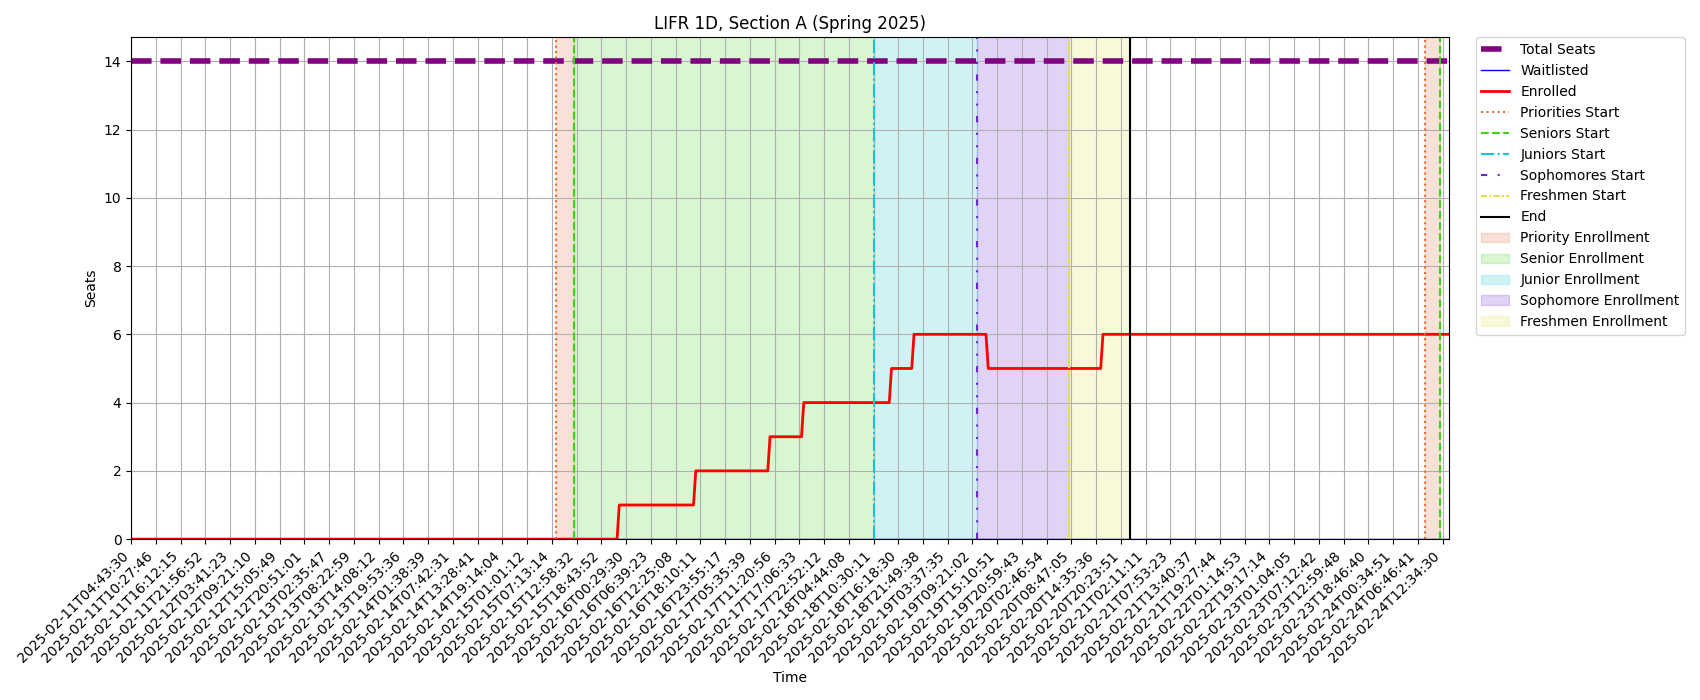 LIFR 1D, Section A (Spring 2025)
14
12
10
8
6
4
2
0
Seats
2025-02-11T04:43:30
2025-02-11T10:27:46
2025-02-11T16:12:15
2025-02-11T21:56:52
2025-02-12T03:41:23
2025-02-12T09:21:10
2025-02-12T15:05:49
2025-02-12T20:51:01
2025-02-13T02:35:47
2025-02-13T08:22:59
2025-02-13T14:08:12
2025-02-13T19:53:36
2025-02-14T01:38:39
2025-02-14T07:42:31
2025-02-14T13:28:41
2025-02-14T19:14:04
2025-02-15T01:01:12
2025-02-15T07:13:14
2025-02-15T12:58:32
2025-02-15T18:43:52
2025-02-16T00:29:30
2025-02-16T06:39:23
2025-02-16T12:25:08
2025-02-16T18:10:11
2025-02-16T23:55:17
2025-02-17T05:35:39
2025-02-17T11:20:56
2025-02-17T17:06:33
2025-02-17T22:52:12
2025-02-18T04:44:08
2025-02-18T10:30:11
2025-02-18T16:18:30
2025-02-18T21:49:38
2025-02-19T03:37:35
2025-02-19T09:21:02
2025-02-19T15:10:51
2025-02-19T20:59:43
2025-02-20T02:46:54
2025-02-20T08:47:05
2025-02-20T14:35:36
2025-02-20T20:23:51
2025-02-21T02:11:11
2025-02-21T07:53:23
2025-02-21T13:40:37
2025-02-21T19:27:44
2025-02-22T01:14:53
2025-02-22T19:17:14
2025-02-23T01:04:05
2025-02-23T07:12:42
2025-02-23T12:59:48
2025-02-23T18:46:40
2025-02-24T00:34:51
2025-02-24T06:46:41
2025-02-24T12:34:30
Time
Total Seats
Waitlisted
Enrolled
Priorities Start
Seniors Start
Juniors Start
Sophomores Start
Freshmen Start
End
Priority Enrollment
Senior Enrollment
Junior Enrollment
Sophomore Enrollment
Freshmen Enrollment